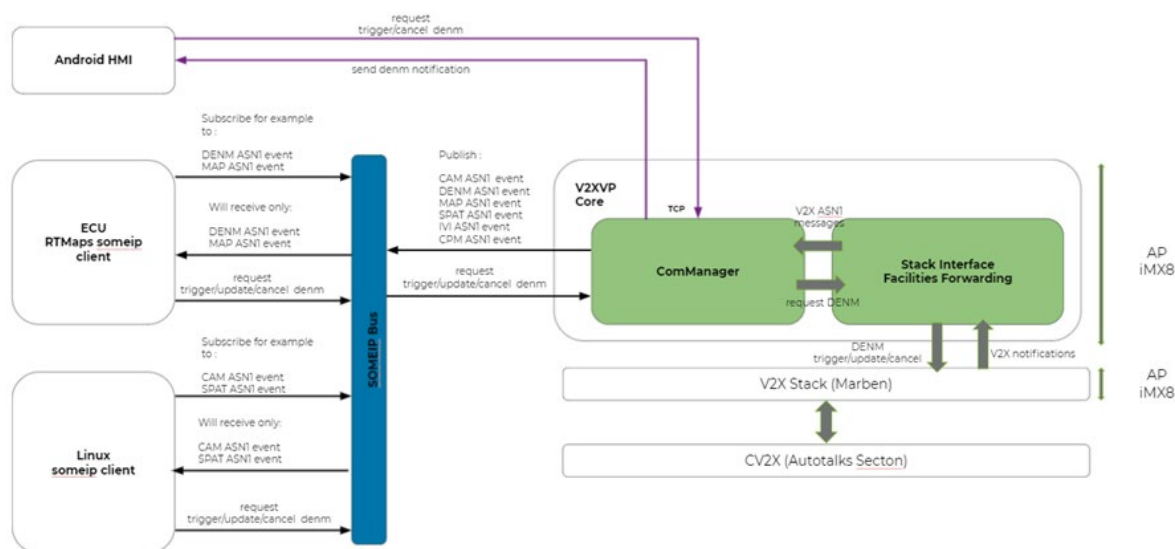 request
trigger/cancel denm
Android HMI
send denm notification
Subscribe for example
to :
DENM ASN1 event
MAP ASN1 event
Will receive only:
DENM ASN1 event
MAP ASN1 event
ECU
RTMaps someip
client
request
trigger/update/cancel denm
Subscribe for example
to :
CAM ASN1 event
SPAT ASN1 event
Will receive only:
CAM ASN1 event
SPAT ASN1 event
Linux
someip client
request
trigger/update/cancel denm
SOMEIP Bus
Publish :
CAM ASN1 event
DENM ASN1 event
MAP ASN1 event
SPAT ASN1 event
IVI ASN1 event
CPM ASN1 event
request
trigger/update/cancel denm
V2XVP
Core
TCP
V2X ASN1
messages
ComManager
Stack Interface
Facilities Forwarding
request DENM
DENM
trigger/update/cancel
V2X notifications
AP
iMX8
V2X Stack (Marben)
AP
iMX8
CV2X (Autotalks Secton)